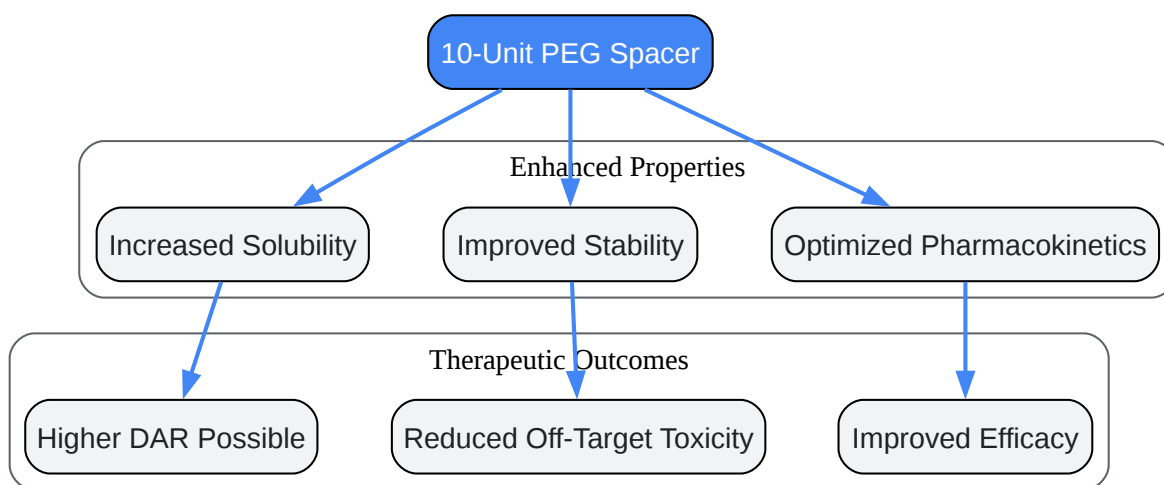 10-Unit PEG Spacer
Enhanced Properties
Increased Solubility
Improved Stability
Optimized Pharmacokinetics
Therapeutic Outcomes
Higher DAR Possible
Reduced Off-Target Toxicity
Improved Efficacy